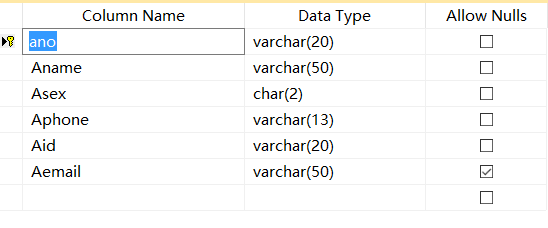 Column Name Data Type Allow Nulls
ano varchar(20)
Aname varchar(50)
Asex char(2)
Aphone varchar(13)
Aid varchar(20)
Aemail varchar(50)